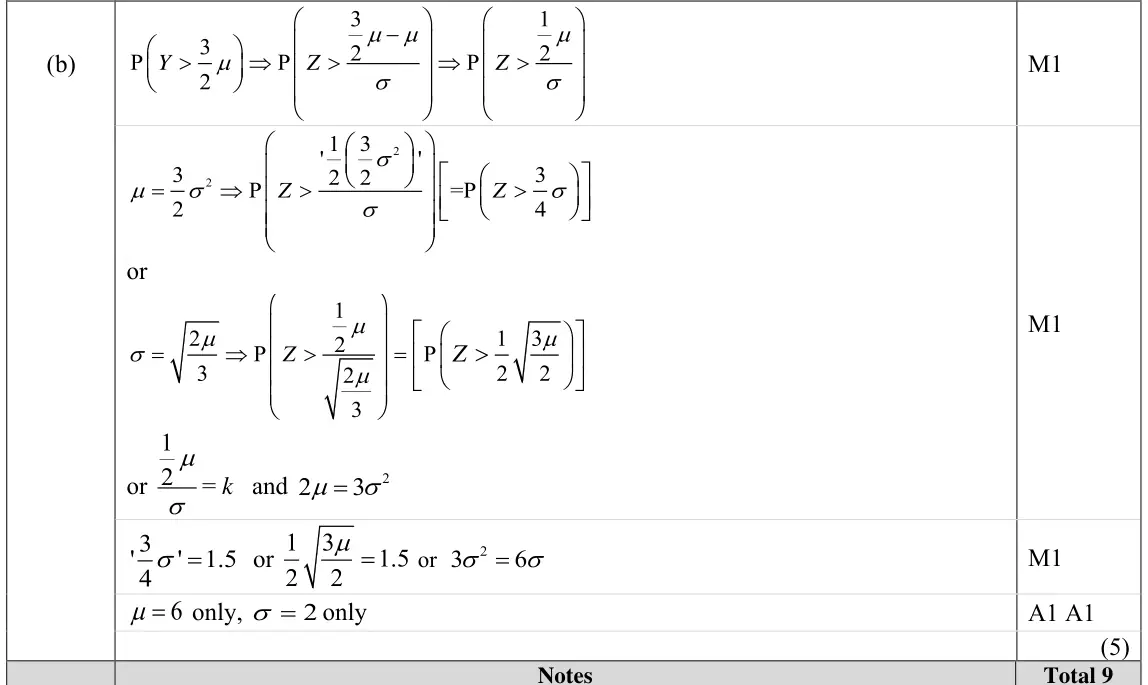 (b) P(Y > 3/2 μ) ⇒ P(Z > (3/2 μ − μ)/σ) ⇒ P(Z > (1/2 μ)/σ) M1
μ = 3/2 σ² ⇒ P(Z > '1/2 (3/2 σ²)'/σ) [=P(Z > 3/4 σ)]
or
σ = √(2μ/3) ⇒ P(Z > (1/2 μ)/√(2μ/3)) = [P(Z > 1/2 √(3μ/2))] M1
or (1/2 μ)/σ = k and 2μ = 3σ²
'3/4 σ' = 1.5 or 1/2 √(3μ/2) = 1.5 or 3σ² = 6σ M1
μ = 6 only, σ = 2 only A1 A1
(5)
Notes Total 9